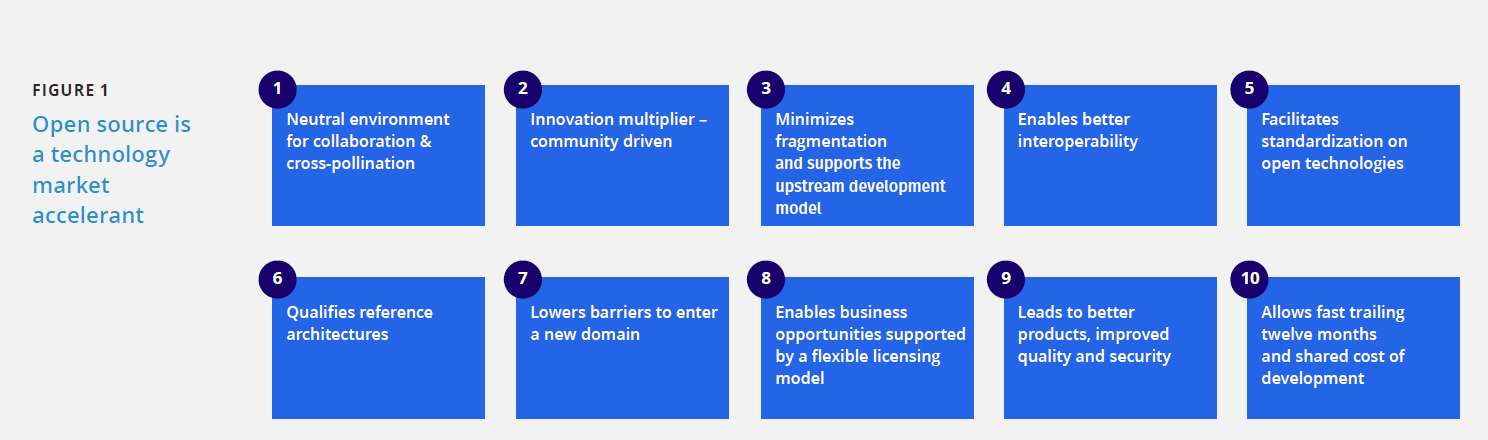 FIGURE 1
Open source is
a technology
market
accelerant
1
Neutral environment
for collaboration &
cross-pollination
2
Innovation multiplier –
community driven
3
Minimizes
fragmentation
and supports the
upstream development
model
4
Enables better
interoperability
5
Facilitates
standardization on
open technologies
6
Qualifies reference
architectures
7
Lowers barriers to enter
a new domain
8
Enables business
opportunities supported
by a flexible licensing
model
9
Leads to better
products, improved
quality and security
10
Allows fast trailing
twelve months
and shared cost of
development